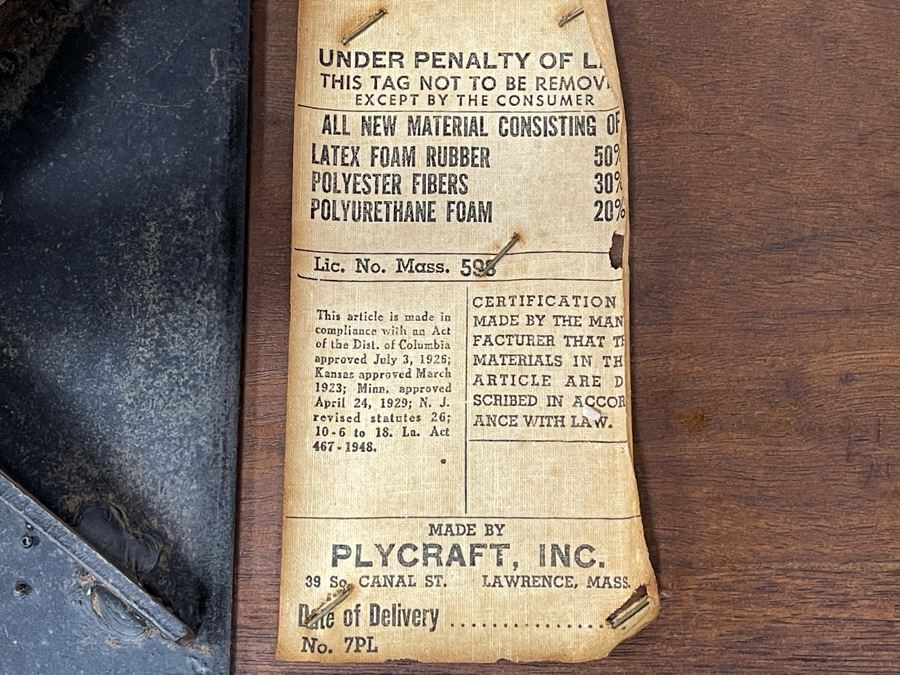 UNDER PENALTY OF L
THIS TAG NOT TO BE REMOV
EXCEPT BY THE CONSUMER
ALL NEW MATERIAL CONSISTING OF
LATEX FOAM RUBBER 50%
POLYESTER FIBERS 30%
POLYURETHANE FOAM 20%
Lic. No. Mass. 598
This article is made in
compliance with an Act
of the Dist. of Columbia
approved July 3, 1926;
Kansas approved March
1923; Minn. approved
April 24, 1929; N. J.
revised statutes 26;
10-6 to 18. La. Act
467-1948.
CERTIFICATION
MADE BY THE MAN
FACTURER THAT TH
MATERIALS IN TH
ARTICLE ARE D
SCRIBED IN ACCOR
ANCE WITH LAW.
MADE BY
PLYCRAFT, INC.
39 So. CANAL ST. LAWRENCE, MASS.
Date of Delivery ..................
No. 7PL